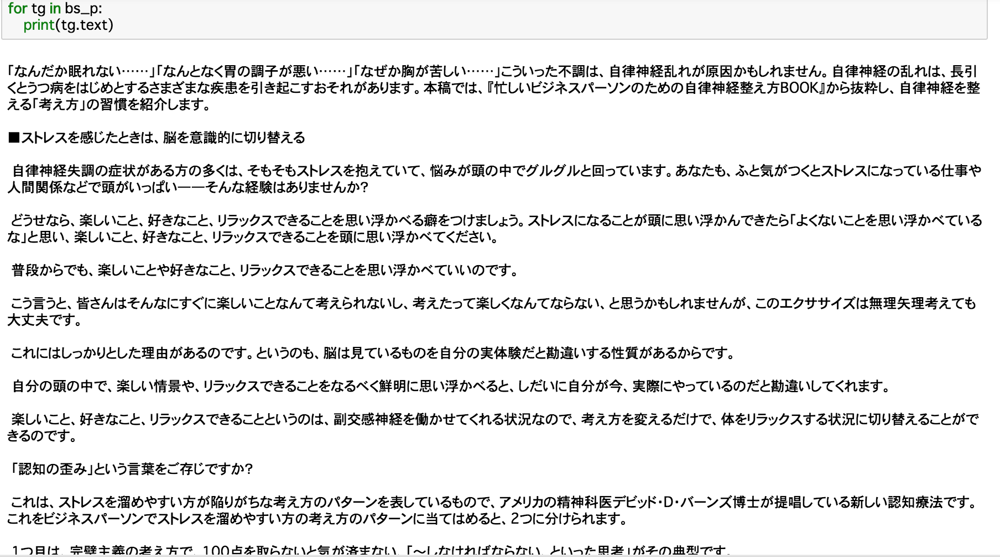 for tg in bs_p:
print(tg.text)
「なんだか眠れない……」「なんとなく胃の調子が悪い……」「なぜか胸が苦しい……」こういった不調は、自律神経乱れが原因かもしれません。自律神経の乱れは、長引
くとうつ病をはじめとするさまざまな疾患を引き起こすおそれがあります。本稿では、『忙しいビジネスパーソンのための自律神経整え方BOOK』から抜粋し、自律神経を整
える「考え方」の習慣を紹介します。
■ストレスを感じたときは、脳を意識的に切り替える
自律神経失調の症状がある方の多くは、そもそもストレスを抱えていて、悩みが頭の中でグルグルと回っています。あなたも、ふと気がつくとストレスになっている仕事や
人間関係などで頭がいっぱい――そんな経験はありませんか?
どうせなら、楽しいこと、好きなこと、リラックスできることを思い浮かべる癖をつけましょう。ストレスになることが頭に思い浮かんできたら「よくないことを思い浮かべている
な」と思い、楽しいこと、好きなこと、リラックスできることを頭に思い浮かべてください。
普段からでも、楽しいことや好きなこと、リラックスできることを思い浮かべていいのです。
こう言うと、皆さんはそんなにすぐに楽しいことなんて考えられないし、考えたって楽しくなんてならない、と思うかもしれませんが、このエクササイズは無理矢理考えても
大丈夫です。
これにはしっかりとした理由があるのです。というのも、脳は見ているものを自分の実体験だと勘違いする性質があるからです。
自分の頭の中で、楽しい情景や、リラックスできることをなるべく鮮明に思い浮かべると、しだいに自分が今、実際にやっているのだと勘違いしてくれます。
楽しいこと、好きなこと、リラックスできることというのは、副交感神経を働かせてくれる状況なので、考え方を変えるだけで、体をリラックスする状況に切り替えることがで
きるのです。
「認知の歪み」という言葉をご存じですか?
これは、ストレスを溜めやすい方が陥りがちな考え方のパターンを表しているもので、アメリカの精神科医デビッド・D・バーンズ博士が提唱している新しい認知療法です。
これをビジネスパーソンでストレスを溜めやすい方の考え方のパターンに当てはめると、2つに分けられます。
1つ目は、完璧主義の考え方で、100点を取らないと気が済まない、「〜しなければならない、といった思考」がその典型です。